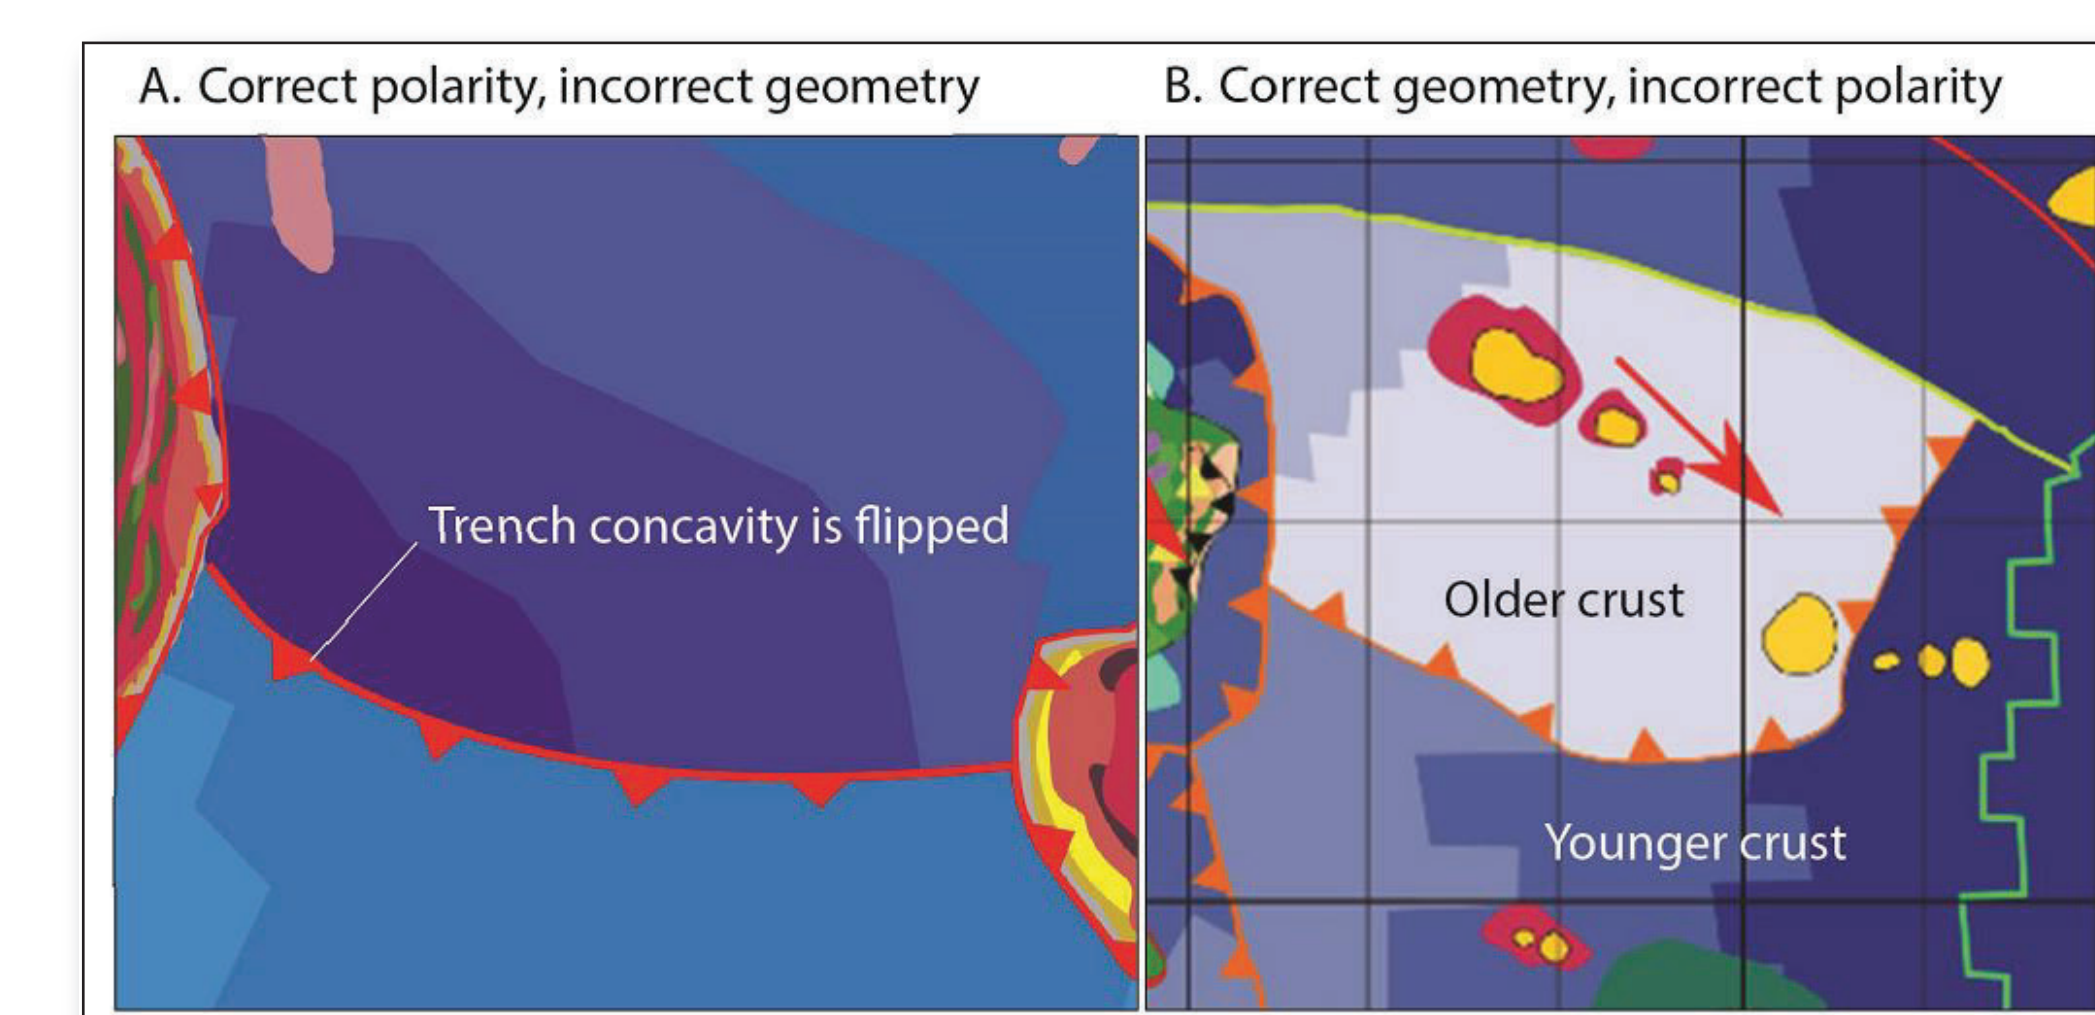 A. Correct polarity, incorrect geometry
B. Correct geometry, incorrect polarity
Trench concavity is flipped
Older crust
Younger crust